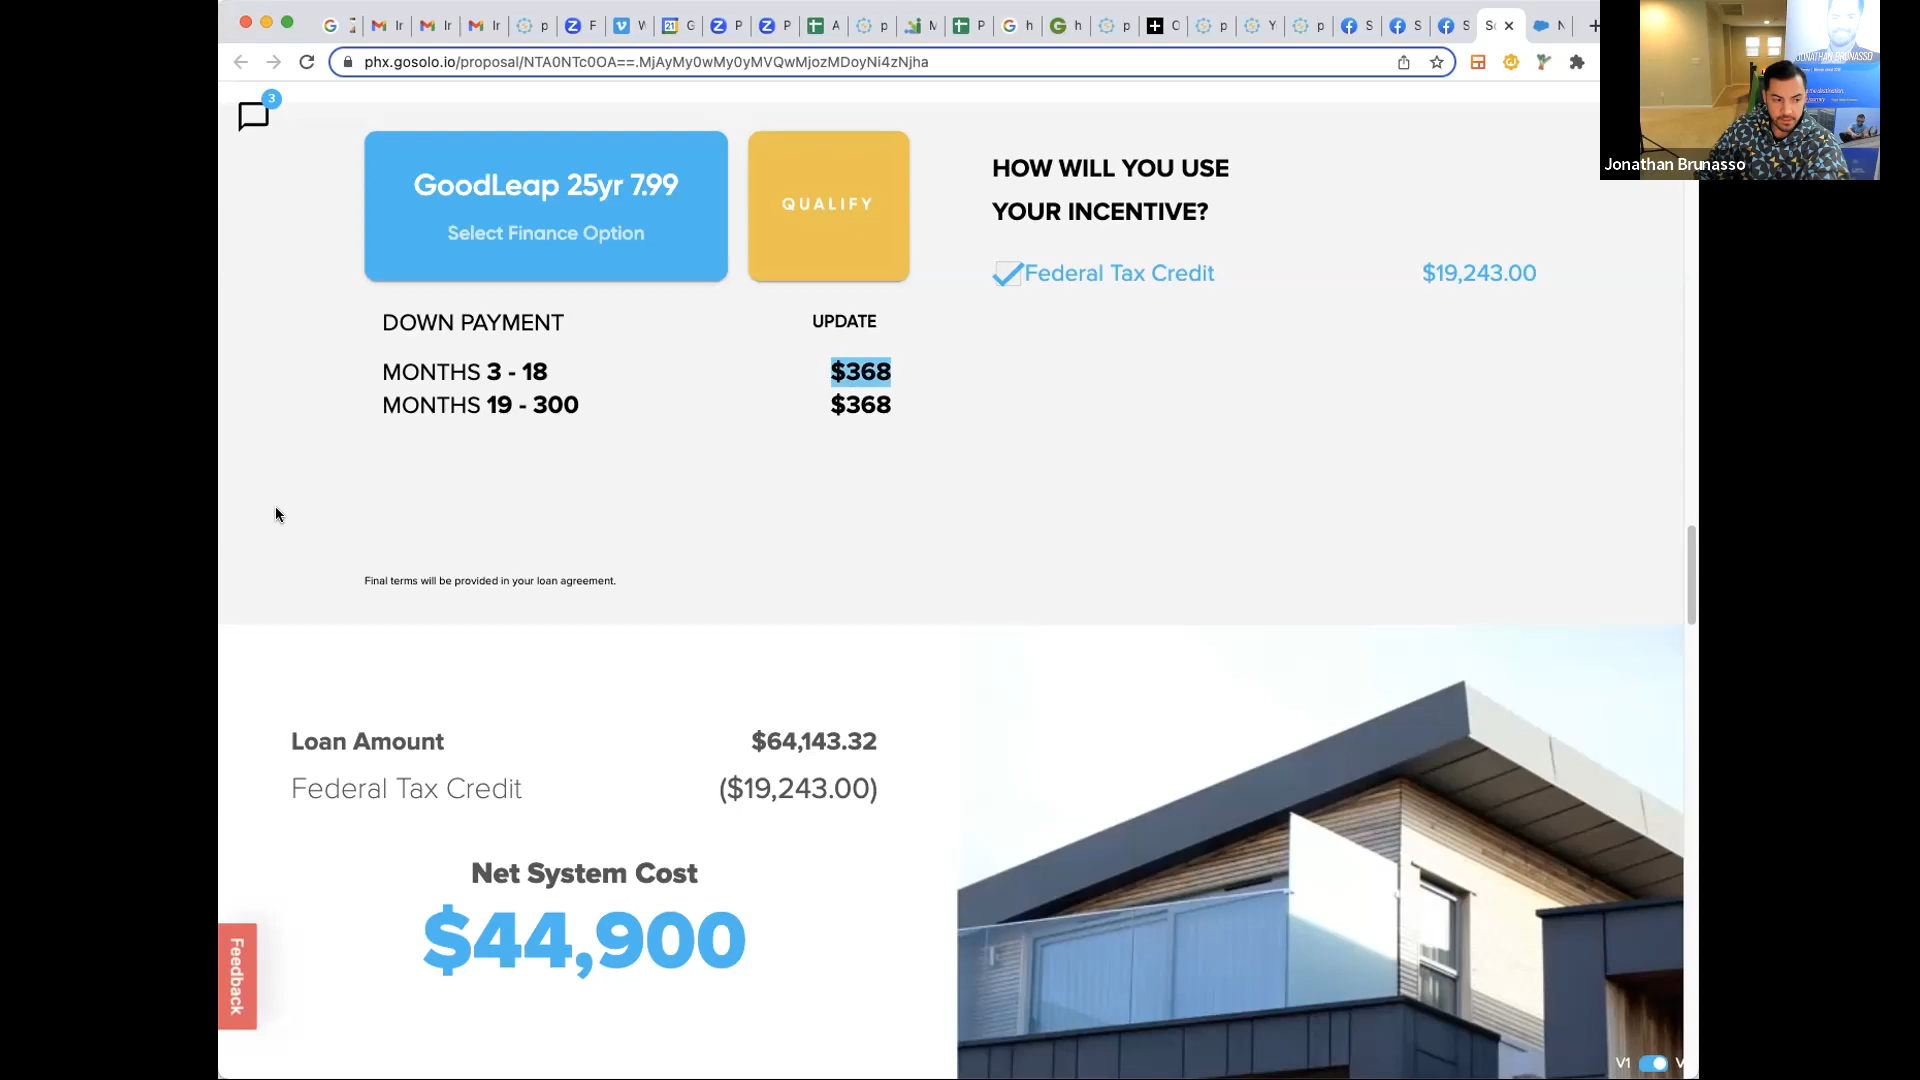 phx.gosolo.io/proposal/NTA0NTc0OA==.MjAyMy0wMy0yMVQwMjozMDoyNi4zNjha
3
GoodLeap 25yr 7.99
Select Finance Option
QUALIFY
HOW WILL YOU USE
YOUR INCENTIVE?
Federal Tax Credit $19,243.00
DOWN PAYMENT UPDATE
MONTHS 3 - 18 $368
MONTHS 19 - 300 $368
Final terms will be provided in your loan agreement.
Loan Amount $64,143.32
Federal Tax Credit ($19,243.00)
Net System Cost
$44,900
Feedback
V1
JONATHAN BRUNASSO
Jonathan Brunasso